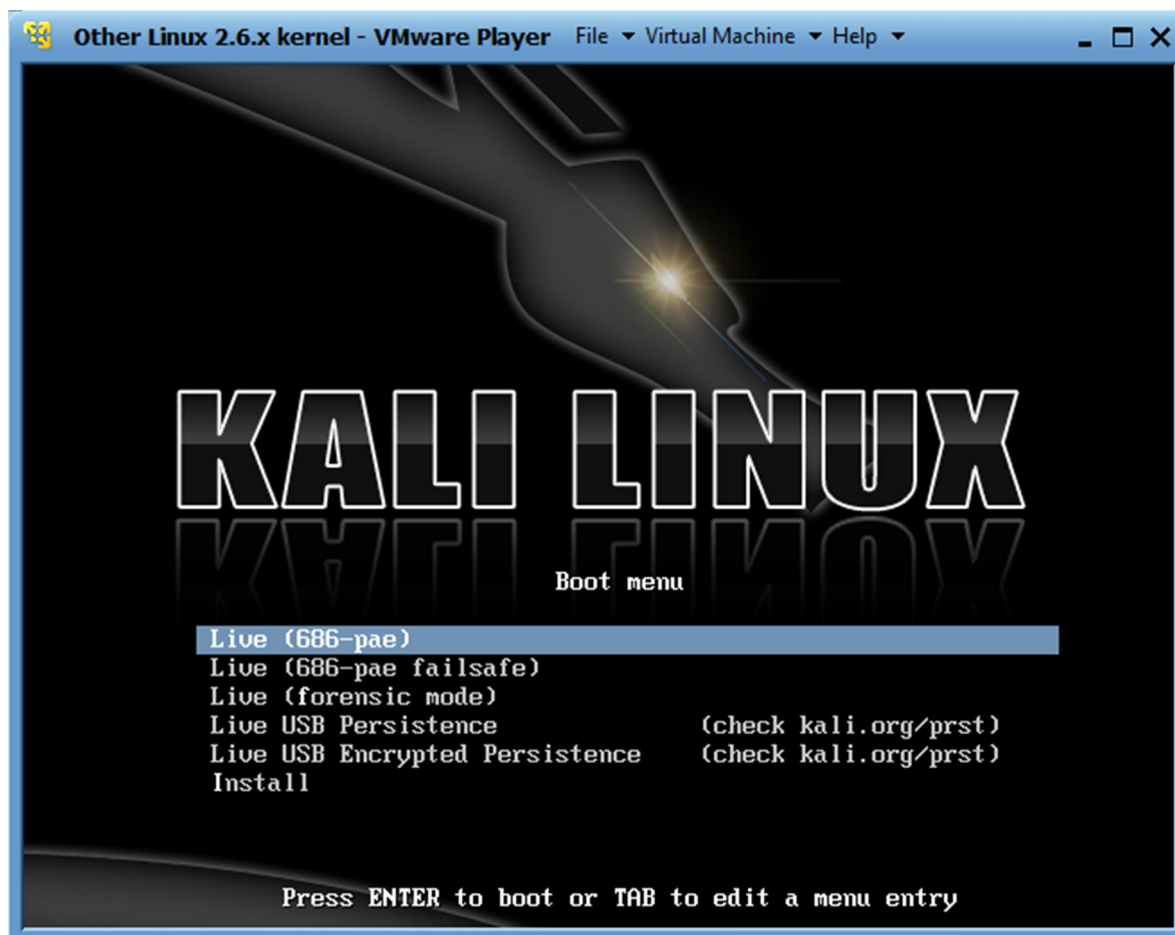 Other Linux 2.6.x kernel - VMware Player File Virtual Machine Help
KALI LINUX
Boot menu
Live (686-pae)
Live (686-pae failsafe)
Live (forensic mode)
Live USB Persistence (check kali.org/prst)
Live USB Encrypted Persistence (check kali.org/prst)
Install
Press ENTER to boot or TAB to edit a menu entry